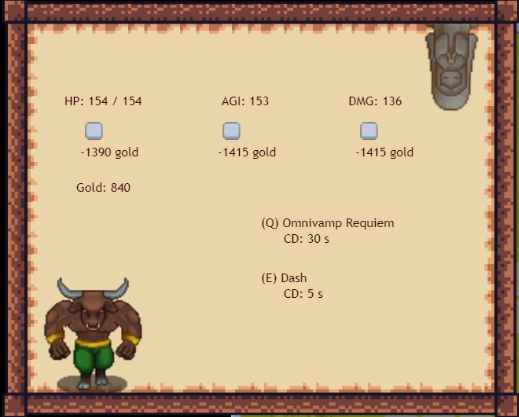 HP: 154 / 154 AGI: 153 DMG: 136
-1390 gold -1415 gold -1415 gold
Gold: 840
(Q) Omnivamp Requiem
CD: 30 s
(E) Dash
CD: 5 s